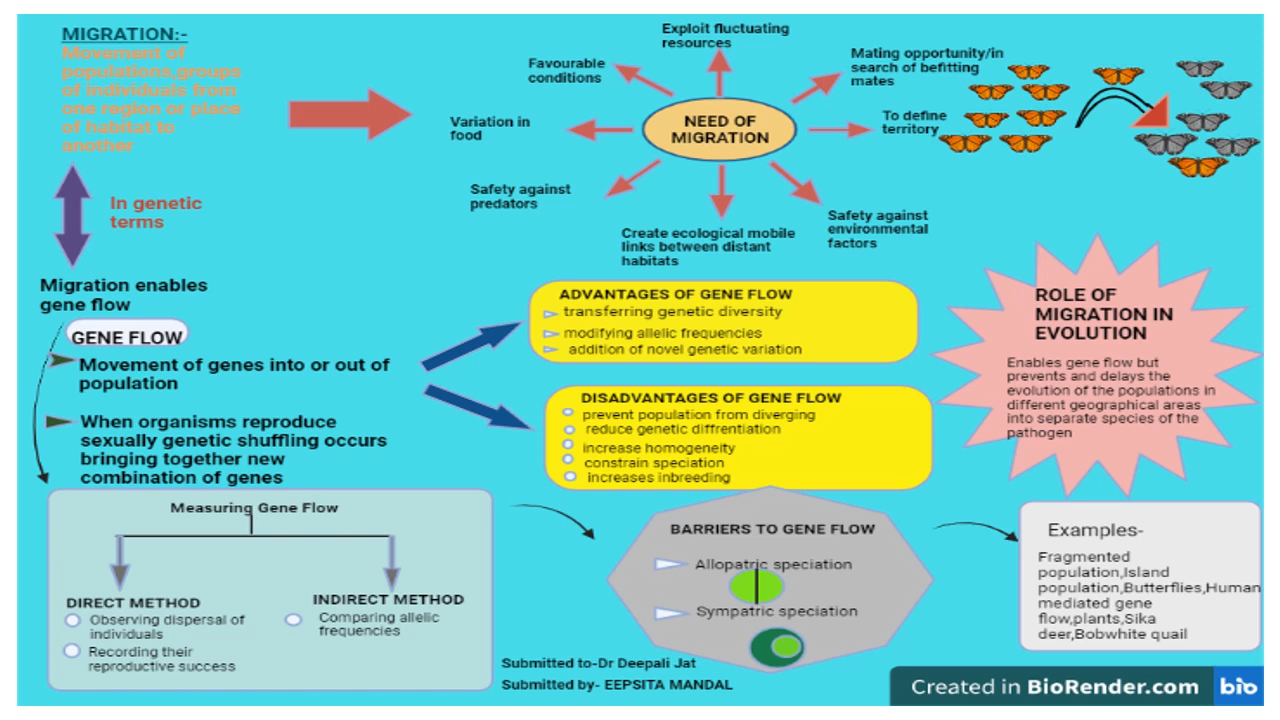 MIGRATION:-
Movement of
populations,groups
of individuals from
one region or place
of habitat to
another
In genetic
terms
Migration enables
gene flow
GENE FLOW
Movement of genes into or out of
population
When organisms reproduce
sexually genetic shuffling occurs
bringing together new
combination of genes
NEED OF
MIGRATION
Exploit fluctuating
resources
Favourable
conditions
Variation in
food
Safety against
predators
Create ecological mobile
links between distant
habitats
Safety against
environmental
factors
To define
territory
Mating opportunity/in
search of befitting
mates
ADVANTAGES OF GENE FLOW
transferring genetic diversity
modifying allelic frequencies
addition of novel genetic variation
DISADVANTAGES OF GENE FLOW
prevent population from diverging
reduce genetic diffrentiation
increase homogeneity
constrain speciation
increases inbreeding
ROLE OF
MIGRATION IN
EVOLUTION
Enables gene flow but
prevents and delays the
evolution of the populations in
different geographical areas
into separate species of the
pathogen
Measuring Gene Flow
DIRECT METHOD
Observing dispersal of
individuals
Recording their
reproductive success
INDIRECT METHOD
Comparing allelic
frequencies
BARRIERS TO GENE FLOW
Allopatric speciation
Sympatric speciation
Examples-
Fragmented
population,Island
population,Butterflies,Human
mediated gene
flow,plants,Sika
deer,Bobwhite quail
Submitted to-Dr Deepali Jat
Submitted by- EEPSITA MANDAL
Created in BioRender.com bio